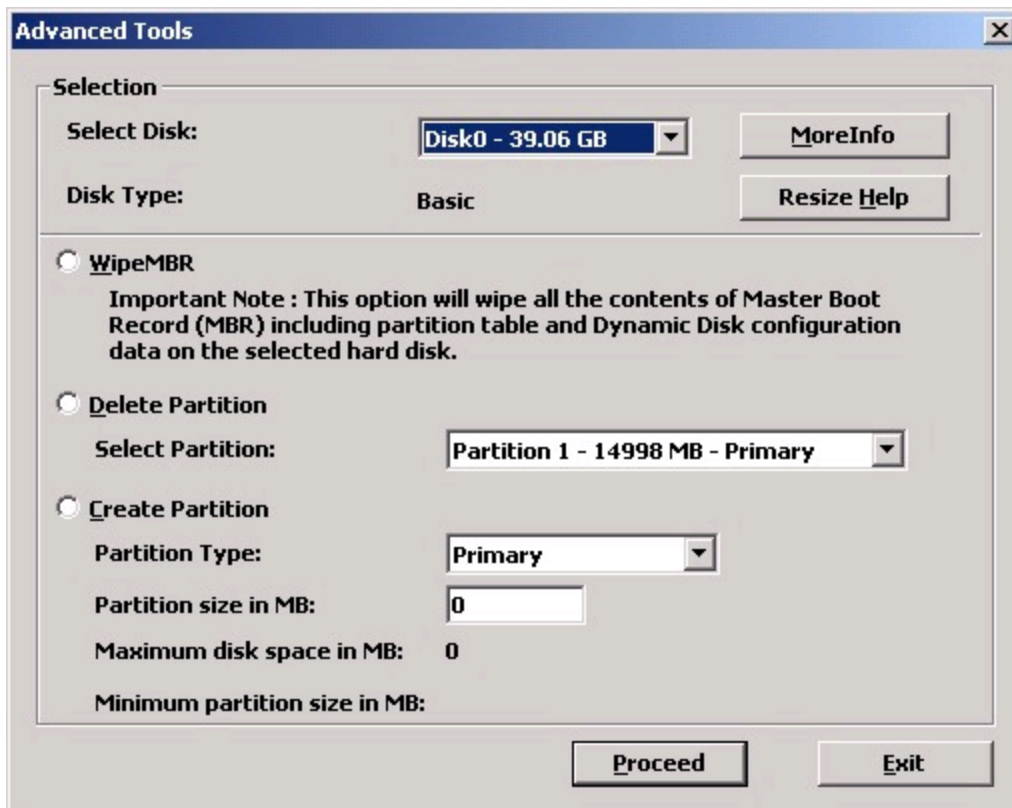 Advanced Tools
Selection
Select Disk:
Disk0 - 39.06 GB
MoreInfo
Disk Type:
Basic
Resize Help
WipeMBR
Important Note : This option will wipe all the contents of Master Boot
Record (MBR) including partition table and Dynamic Disk configuration
data on the selected hard disk.
Delete Partition
Select Partition:
Partition 1 - 14998 MB - Primary
Create Partition
Partition Type:
Primary
Partition size in MB:
0
Maximum disk space in MB:
0
Minimum partition size in MB:
Proceed
Exit